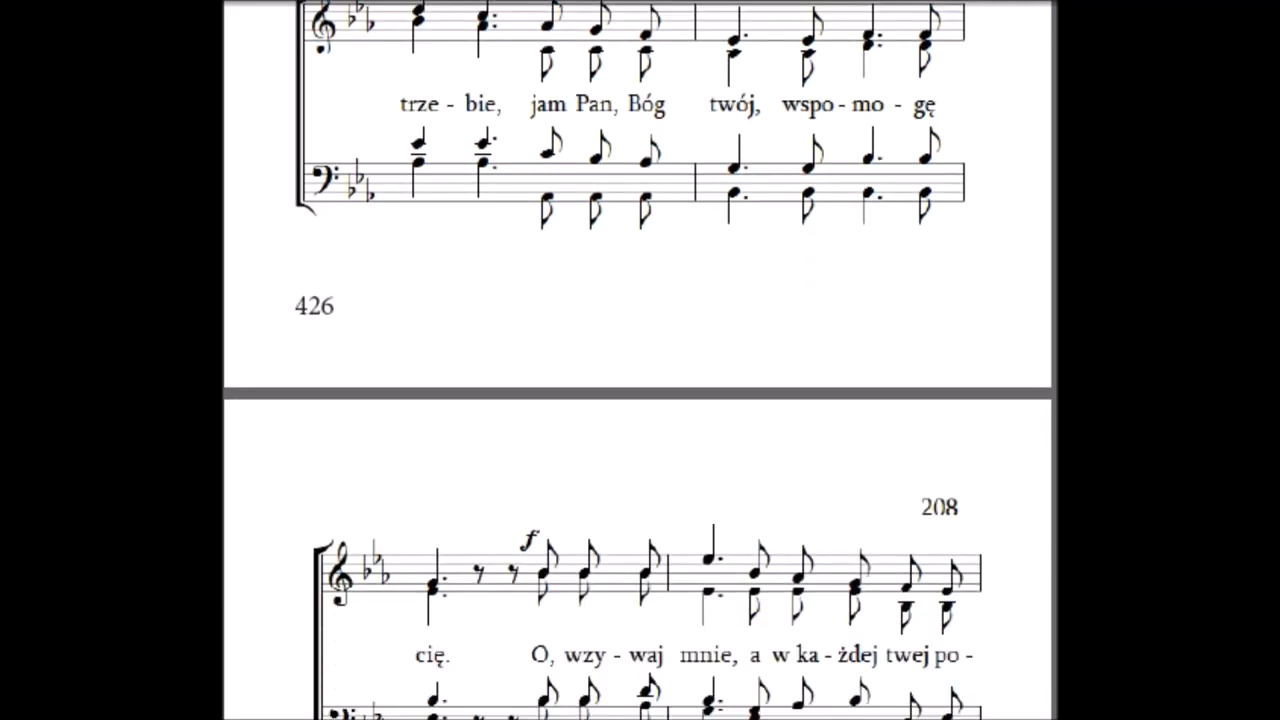 trze - bie, jam Pan, Bóg twój, wspo - mo - gę
426
208
f
cię. O, wzy - waj mnie, a w ka - żdej twej po -